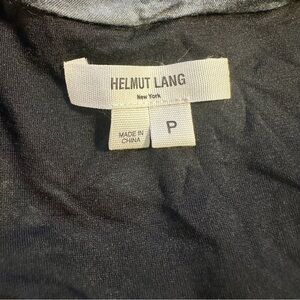 HELMUT LANG
New York
MADE IN
CHINA
P